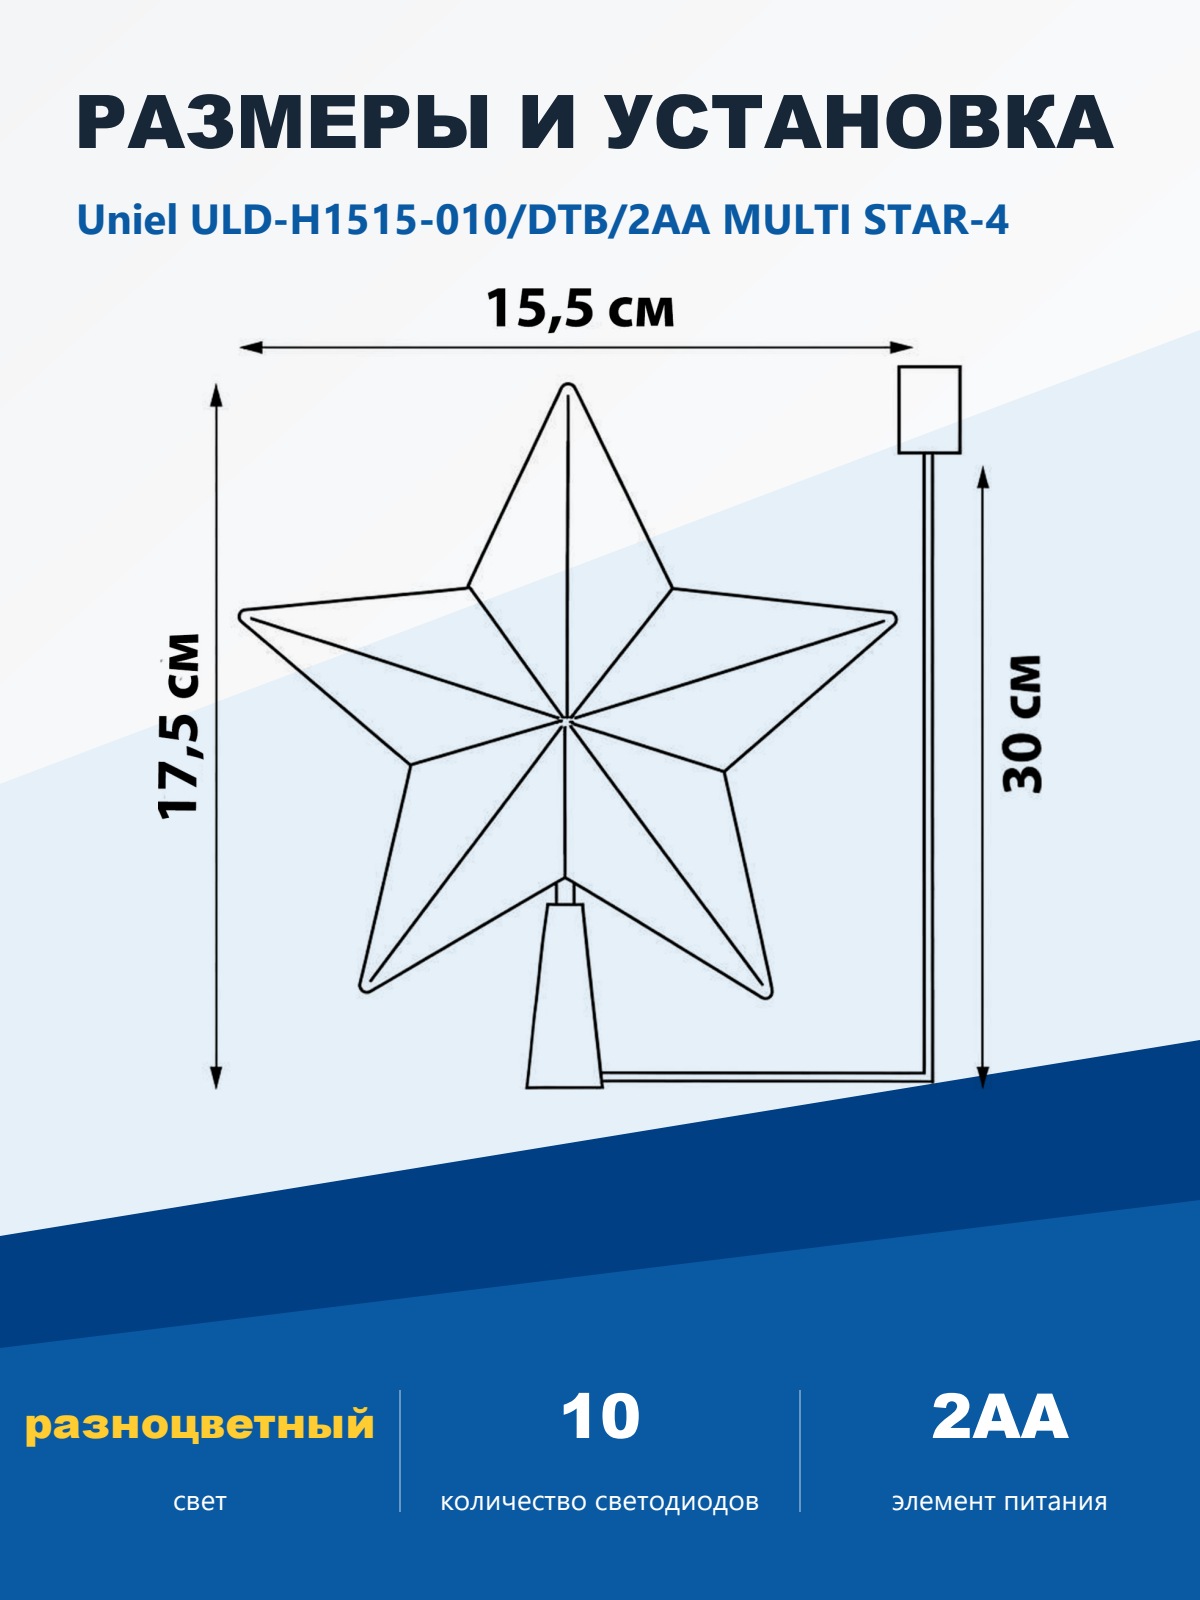 РАЗМЕРЫ И УСТАНОВКА
Uniel ULD-H1515-010/DTB/2AA MULTI STAR-4
15,5 см
17,5 см
30 см
разноцветный
свет
10
количество светодиодов
2AA
элемент питания